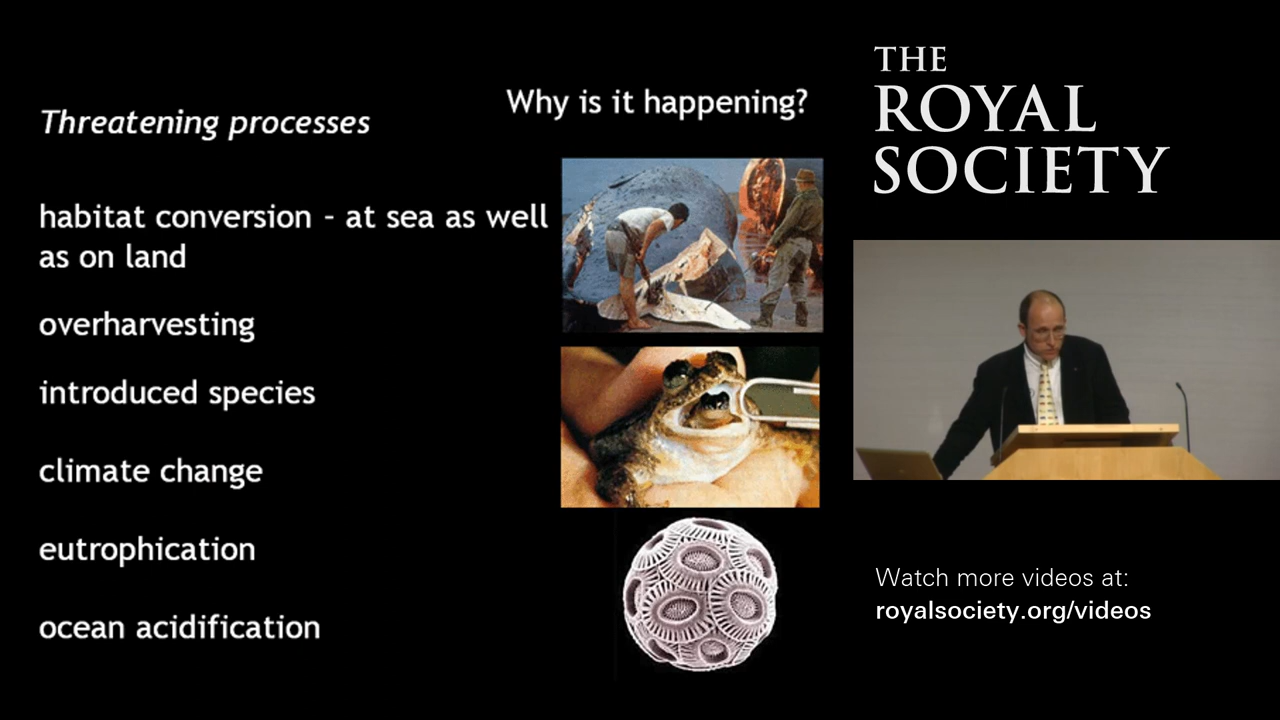 Why is it happening?
Threatening processes
habitat conversion – at sea as well
as on land
overharvesting
introduced species
climate change
eutrophication
ocean acidification
THE
ROYAL
SOCIETY
Watch more videos at:
royalsociety.org/videos